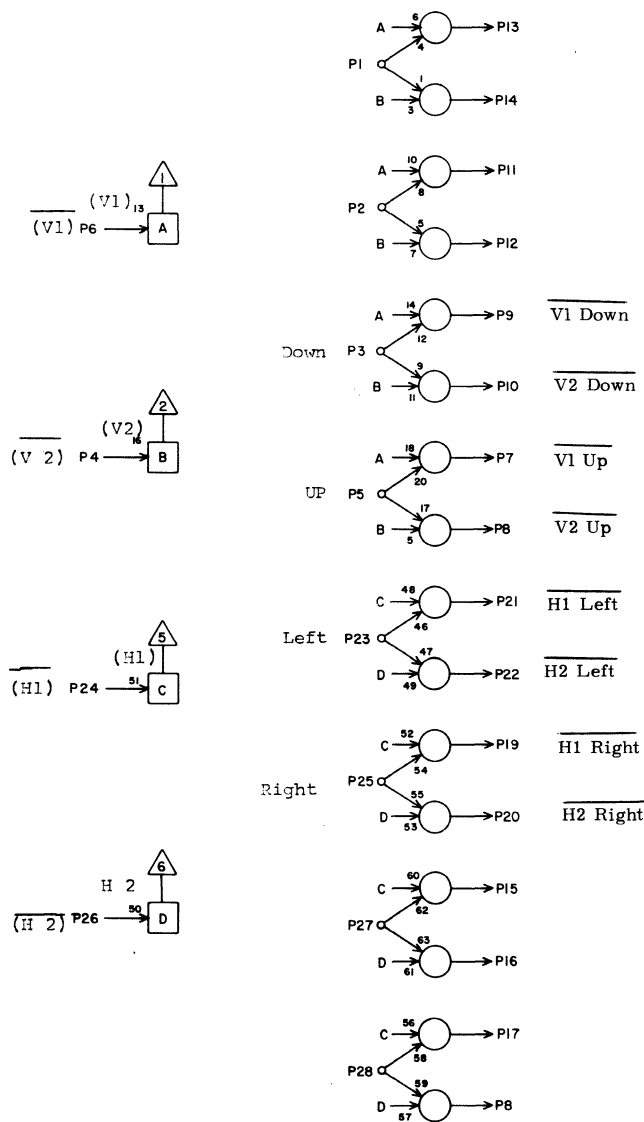 A 6 P13
4
P1
1
B 3 P14
1
(V1) 13
(V1) P6 A
A 10 P11
8
P2
5
B 7 P12
A 14 P9 V1 Down
12
Down P3
9
B 11 P10 V2 Down
2
(V2) 16
(V 2) P4 B
A 18 P7 V1 Up
20
UP P5
17
B 5 P8 V2 Up
5
(H1)
(H1) P24 51 C
C 48 P21 H1 Left
46
Left P23
47
D 49 P22 H2 Left
C 52 P19 H1 Right
54
Right P25
55
D 53 P20 H2 Right
6
H 2
(H 2) P26 50 D
C 60 P15
62
P27
63
D 61 P16
C 56 P17
58
P28
59
D 57 P8